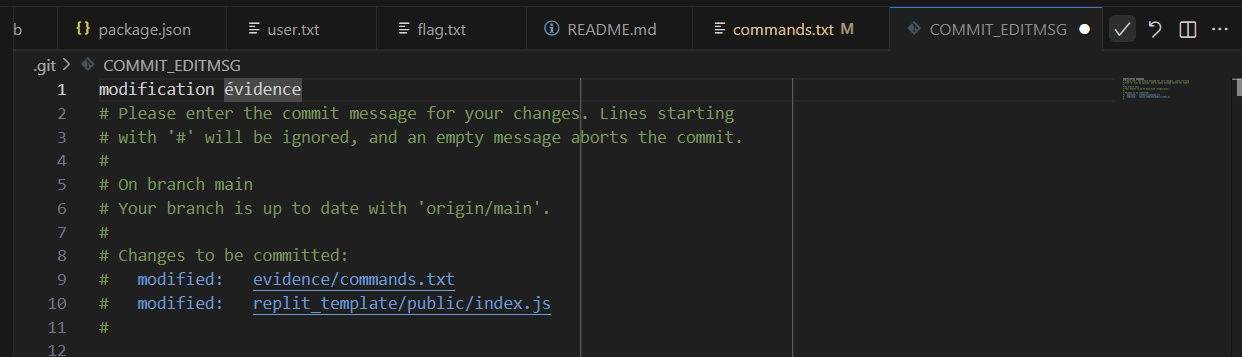 b package.json user.txt flag.txt README.md commands.txt M COMMIT_EDITMSG
.git > COMMIT_EDITMSG
1 modification évidence
2 # Please enter the commit message for your changes. Lines starting
3 # with '#' will be ignored, and an empty message aborts the commit.
4 #
5 # On branch main
6 # Your branch is up to date with 'origin/main'.
7 #
8 # Changes to be committed:
9 #   modified:   evidence/commands.txt
10 #   modified:   replit_template/public/index.js
11 #
12